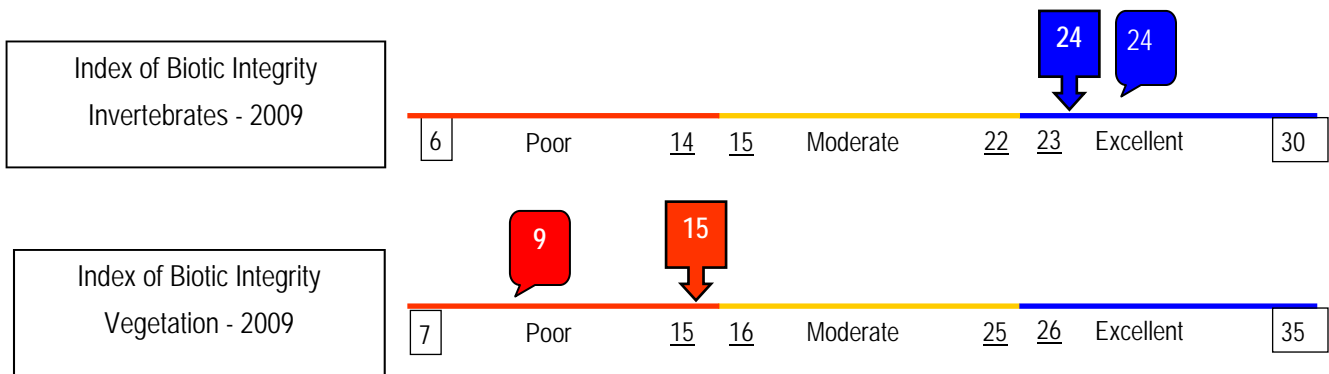 Index of Biotic Integrity
Invertebrates - 2009
24 24
6 Poor 14 15 Moderate 22 23 Excellent 30
Index of Biotic Integrity
Vegetation - 2009
9 15
7 Poor 15 16 Moderate 25 26 Excellent 35